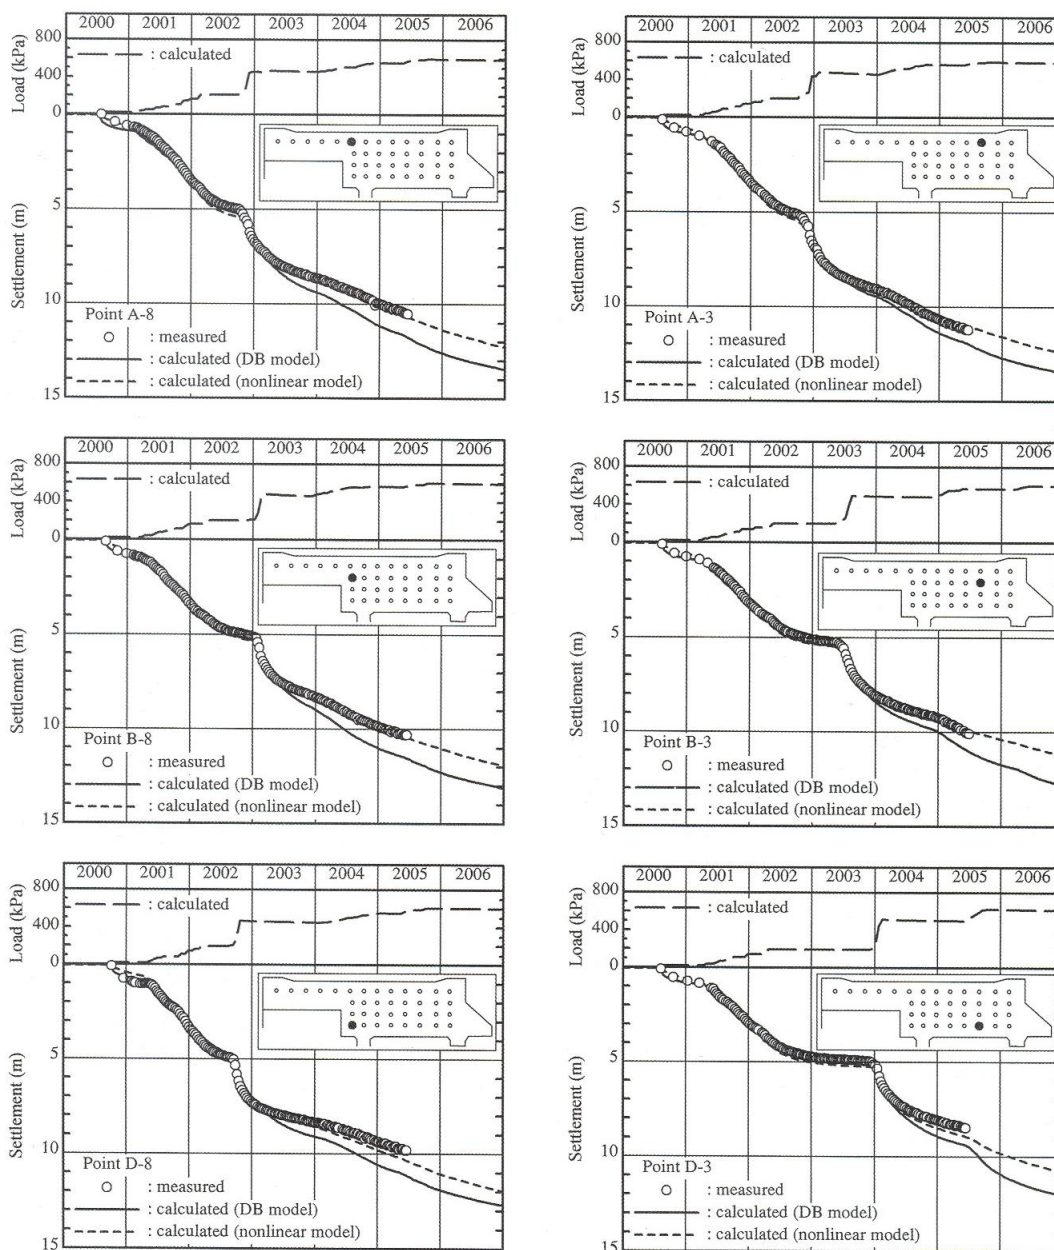 2000 2001 2002 2003 2004 2005 2006
800
400
0
Load (kPa)
: calculated
5
10
15
Settlement (m)
Point A-8
: measured
: calculated (DB model)
: calculated (nonlinear model)
2000 2001 2002 2003 2004 2005 2006
800
400
0
Load (kPa)
: calculated
5
10
15
Settlement (m)
Point A-3
: measured
: calculated (DB model)
: calculated (nonlinear model)
2000 2001 2002 2003 2004 2005 2006
800
400
0
Load (kPa)
: calculated
5
10
15
Settlement (m)
Point B-8
: measured
: calculated (DB model)
: calculated (nonlinear model)
2000 2001 2002 2003 2004 2005 2006
800
400
0
Load (kPa)
: calculated
5
10
15
Settlement (m)
Point B-3
: measured
: calculated (DB model)
: calculated (nonlinear model)
2000 2001 2002 2003 2004 2005 2006
800
400
0
Load (kPa)
: calculated
5
10
15
Settlement (m)
Point D-8
: measured
: calculated (DB model)
: calculated (nonlinear model)
2000 2001 2002 2003 2004 2005 2006
800
400
0
Load (kPa)
: calculated
5
10
15
Settlement (m)
Point D-3
: measured
: calculated (DB model)
: calculated (nonlinear model)